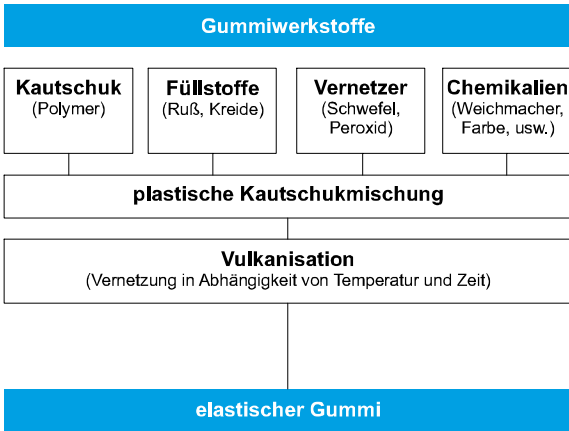 Gummiwerkstoffe
Kautschuk
(Polymer)
Füllstoffe
(Ruß, Kreide)
Vernetzer
(Schwefel,
Peroxid)
Chemikalien
(Weichmacher,
Farbe, usw.)
plastische Kautschukmischung
Vulkanisation
(Vernetzung in Abhängigkeit von Temperatur und Zeit)
elastischer Gummi